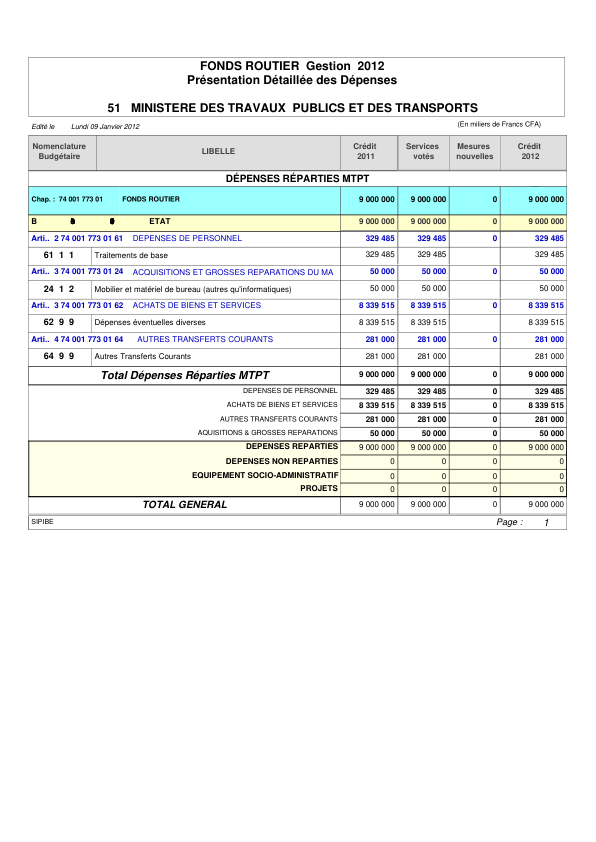 FONDS ROUTIER Gestion 2012
Présentation Détaillée des Dépenses
51 MINISTERE DES TRAVAUX PUBLICS ET DES TRANSPORTS
Edité le Lundi 09 Janvier 2012 (En miliers de Francs CFA)
Nomenclature Budgétaire LIBELLE Crédit 2011 Services votés Mesures nouvelles Crédit 2012
DÉPENSES RÉPARTIES MTPT
Chap. : 74 001 773 01 FONDS ROUTIER 9 000 000 9 000 000 0 9 000 000
B ETAT 9 000 000 9 000 000 0 9 000 000
Arti.. 2 74 001 773 01 61 DEPENSES DE PERSONNEL 329 485 329 485 0 329 485
61 1 1 Traitements de base 329 485 329 485 0 329 485
Arti.. 3 74 001 773 01 24 ACQUISITIONS ET GROSSES REPARATIONS DU MA 50 000 50 000 0 50 000
24 1 2 Mobilier et matériel de bureau (autres qu'informatiques) 50 000 50 000 0 50 000
Arti.. 3 74 001 773 01 62 ACHATS DE BIENS ET SERVICES 8 339 515 8 339 515 0 8 339 515
62 9 9 Dépenses éventuelles diverses 8 339 515 8 339 515 0 8 339 515
Arti.. 4 74 001 773 01 64 AUTRES TRANSFERTS COURANTS 281 000 281 000 0 281 000
64 9 9 Autres Transferts Courants 281 000 281 000 0 281 000
Total Dépenses Réparties MTPT 9 000 000 9 000 000 0 9 000 000
DEPENSES DE PERSONNEL 329 485 329 485 0 329 485
ACHATS DE BIENS ET SERVICES 8 339 515 8 339 515 0 8 339 515
AUTRES TRANSFERTS COURANTS 281 000 281 000 0 281 000
AQUISITIONS & GROSSES REPARATIONS 50 000 50 000 0 50 000
DEPENSES REPARTIES 9 000 000 9 000 000 0 9 000 000
DEPENSES NON REPARTIES 0 0 0 0
EQUIPEMENT SOCIO-ADMINISTRATIF 0 0 0 0
PROJETS 0 0 0 0
TOTAL GENERAL 9 000 000 9 000 000 0 9 000 000
SIPIBE Page : 1